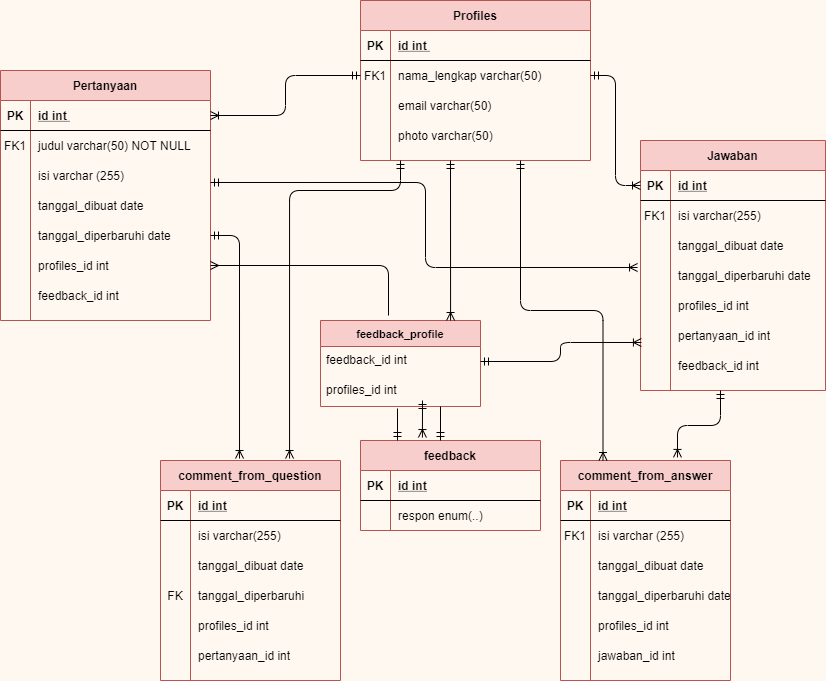 Profiles
PK id int
FK1 nama_lengkap varchar(50)
email varchar(50)
photo varchar(50)
Pertanyaan
PK id int
FK1 judul varchar(50) NOT NULL
isi varchar (255)
tanggal_dibuat date
tanggal_diperbaruhi date
profiles_id int
feedback_id int
Jawaban
PK id int
FK1 isi varchar(255)
tanggal_dibuat date
tanggal_diperbaruhi date
profiles_id int
pertanyaan_id int
feedback_id int
feedback_profile
feedback_id int
profiles_id int
feedback
PK id int
respon enum(..)
comment_from_question
PK id int
isi varchar(255)
tanggal_dibuat date
FK tanggal_diperbaruhi
profiles_id int
pertanyaan_id int
comment_from_answer
PK id int
FK1 isi varchar (255)
tanggal_dibuat date
tanggal_diperbaruhi date
profiles_id int
jawaban_id int